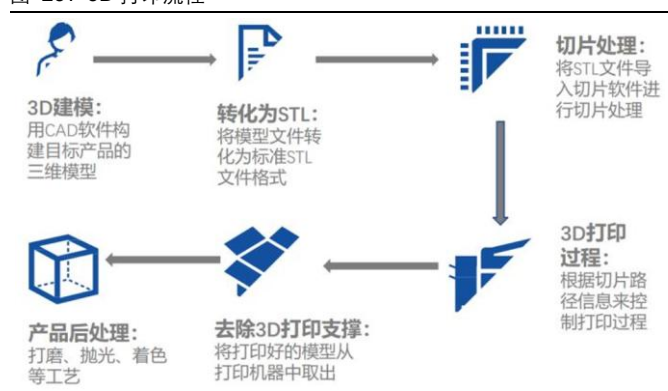 3D建模：
用CAD软件构
建目标产品的
三维模型
转化为STL：
将模型文件转
化为标准STL
文件格式
切片处理：
将STL文件导
入切片软件进
行切片处理
3D打印
过程：
根据切片路
径信息来控
制打印过程
去除3D打印支撑：
将打印好的模型从
打印机器中取出
产品后处理：
打磨、抛光、着色
等工艺